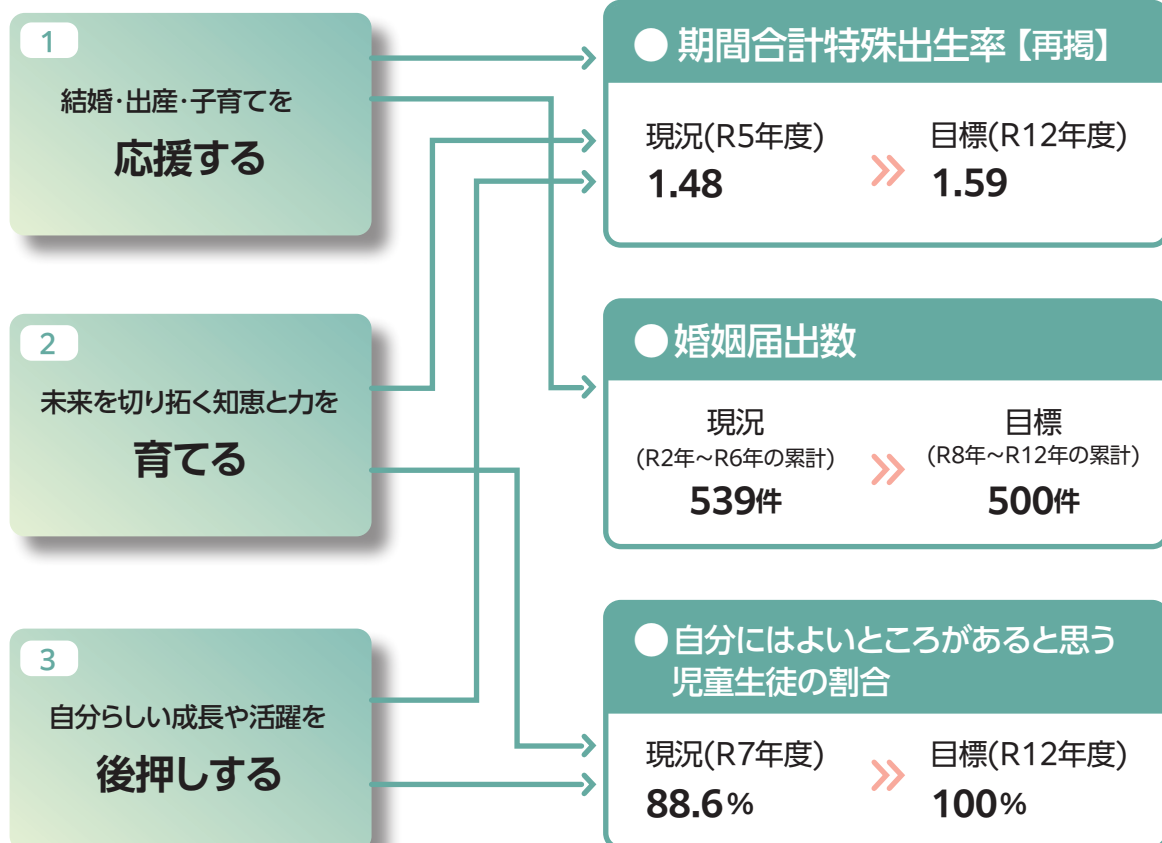 1
結婚・出産・子育てを
応援する
2
未来を切り拓く知恵と力を
育てる
3
自分らしい成長や活躍を
後押しする
●期間合計特殊出生率【再掲】
現況(R5年度)
1.48
目標(R12年度)
1.59
●婚姻届出数
現況
(R2年～R6年の累計)
539件
目標
(R8年～R12年の累計)
500件
●自分にはよいところがあると思う
児童生徒の割合
現況(R7年度)
88.6%
目標(R12年度)
100%